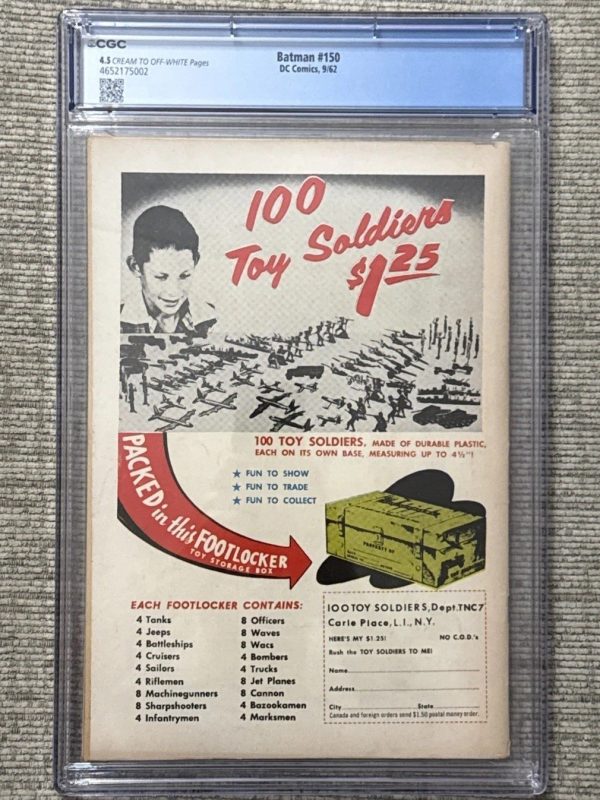 CGC
4.5 CREAM TO OFF-WHITE Pages
4652175002
Batman #150
DC Comics, 9/62
100
Toy Soldiers
$1.25
100 TOY SOLDIERS, MADE OF DURABLE PLASTIC,
EACH ON ITS OWN BASE, MEASURING UP TO 4½"!
★ FUN TO SHOW
★ FUN TO TRADE
★ FUN TO COLLECT
PACKED in this FOOTLOCKER
TOY STORAGE BOX
PROPERTY OF
EACH FOOTLOCKER CONTAINS:
4 Tanks
4 Jeeps
4 Battleships
4 Cruisers
4 Sailors
4 Riflemen
8 Machinegunners
8 Sharpshooters
4 Infantrymen
8 Officers
8 Waves
8 Wacs
4 Bombers
4 Trucks
8 Jet Planes
8 Cannon
4 Bazookamen
4 Marksmen
100 TOY SOLDIERS, Dept. TNC7
Carle Place, L.I., N.Y.
HERE'S MY $1.25! NO C.O.D.'s
Rush the TOY SOLDIERS TO ME!
Name
Address
City State
Canada and foreign orders send $1.50 postal money order.